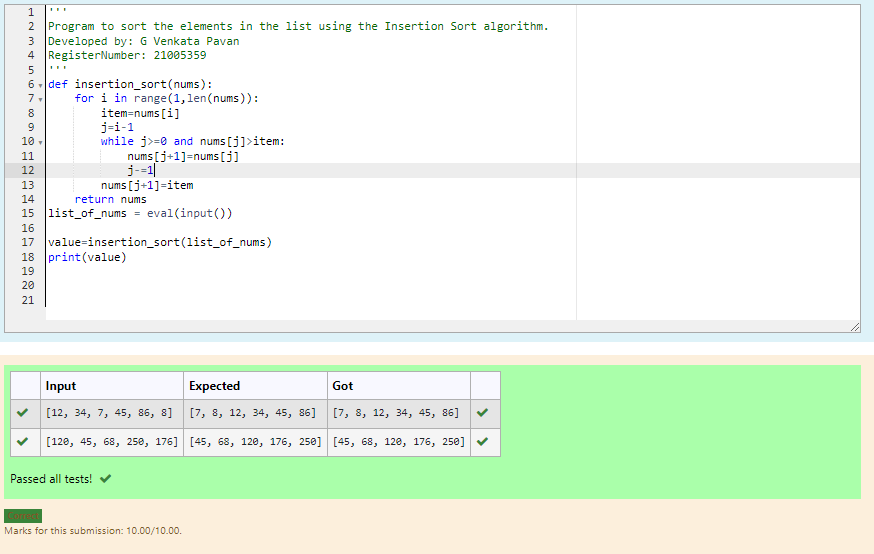 1 '''
2 Program to sort the elements in the list using the Insertion Sort algorithm.
3 Developed by: G Venkata Pavan
4 RegisterNumber: 21005359
5 '''
6 def insertion_sort(nums):
7     for i in range(1,len(nums)):
8         item=nums[i]
9         j=i-1
10         while j>=0 and nums[j]>item:
11             nums[j+1]=nums[j]
12             j-=1
13         nums[j+1]=item
14     return nums
15 list_of_nums = eval(input())
16
17 value=insertion_sort(list_of_nums)
18 print(value)
19
20
21
Input Expected Got
[12, 34, 7, 45, 86, 8] [7, 8, 12, 34, 45, 86] [7, 8, 12, 34, 45, 86]
[120, 45, 68, 250, 176] [45, 68, 120, 176, 250] [45, 68, 120, 176, 250]
Passed all tests!
Correct
Marks for this submission: 10.00/10.00.